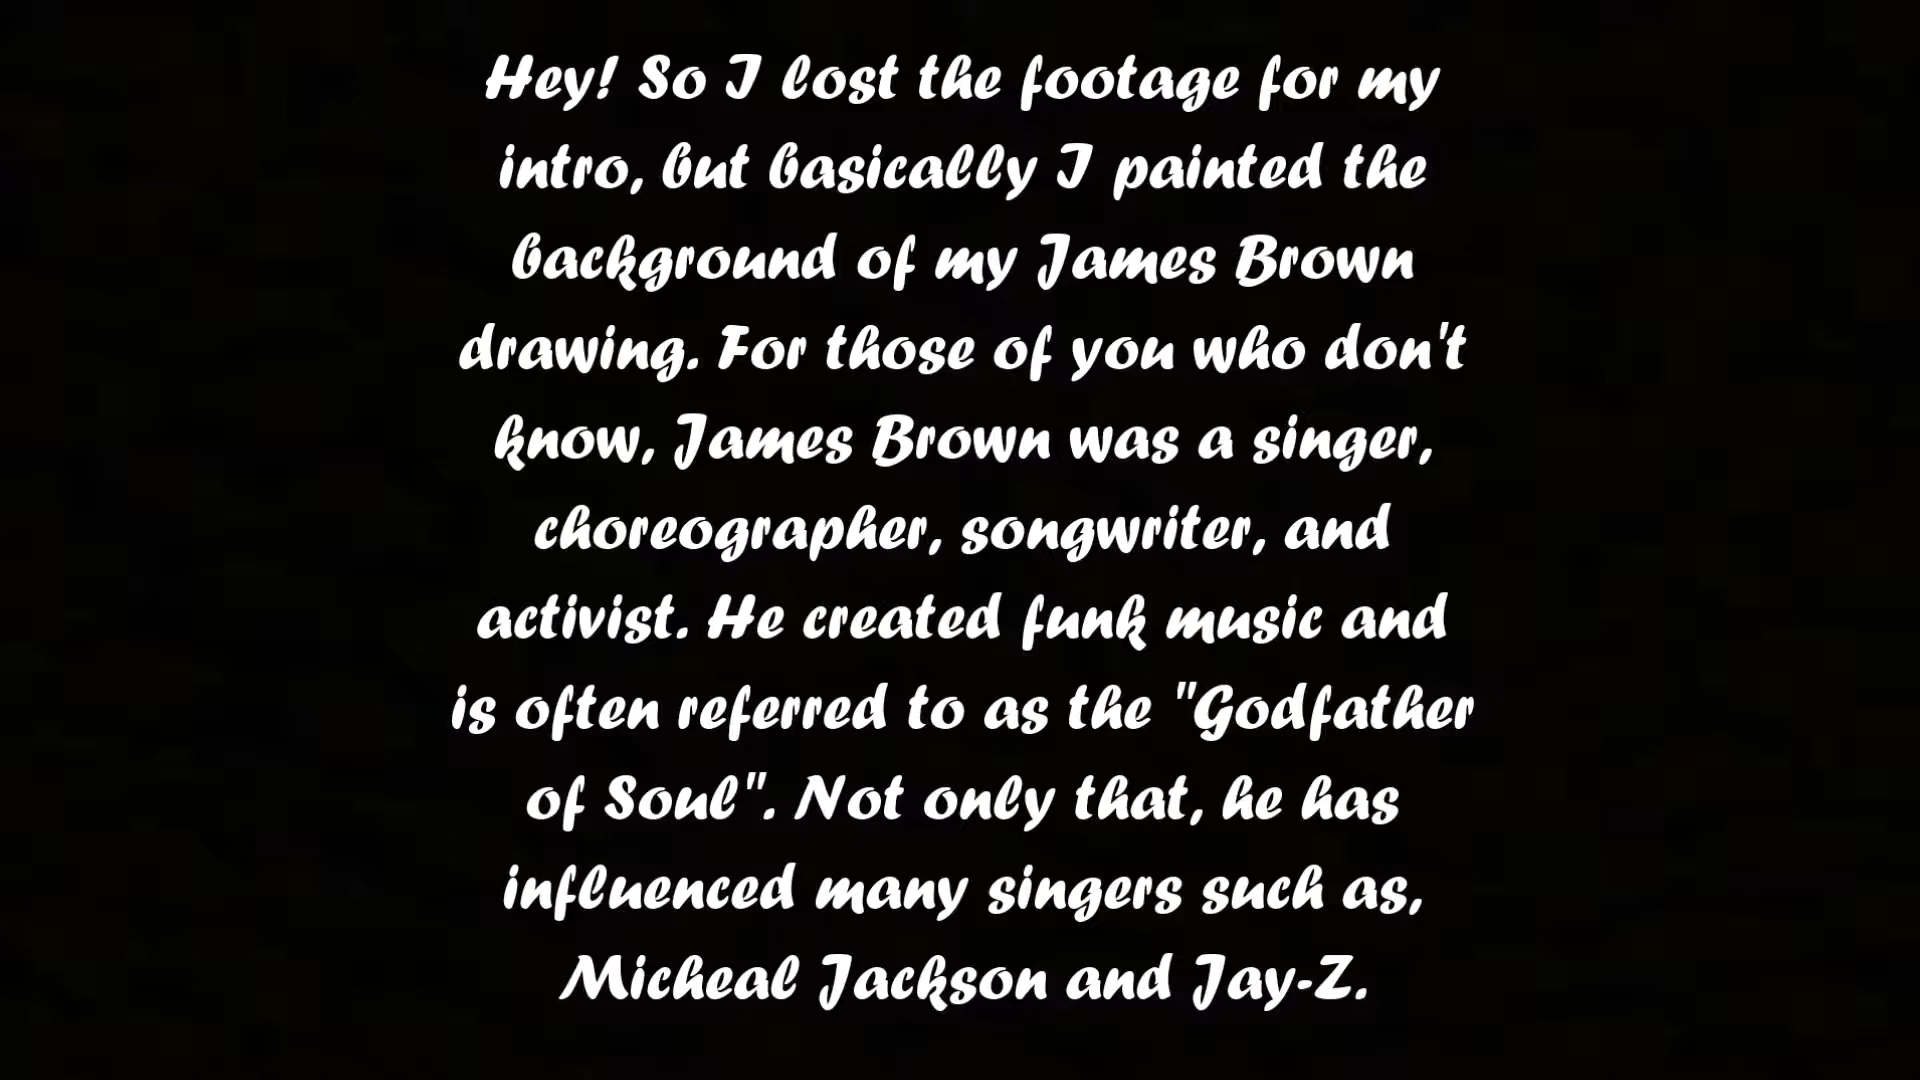 Hey! So I lost the footage for my
intro, but basically I painted the
background of my James Brown
drawing. For those of you who don't
know, James Brown was a singer,
choreographer, songwriter, and
activist. He created funk music and
is often referred to as the "Godfather
of Soul". Not only that, he has
influenced many singers such as,
Micheal Jackson and Jay-Z.